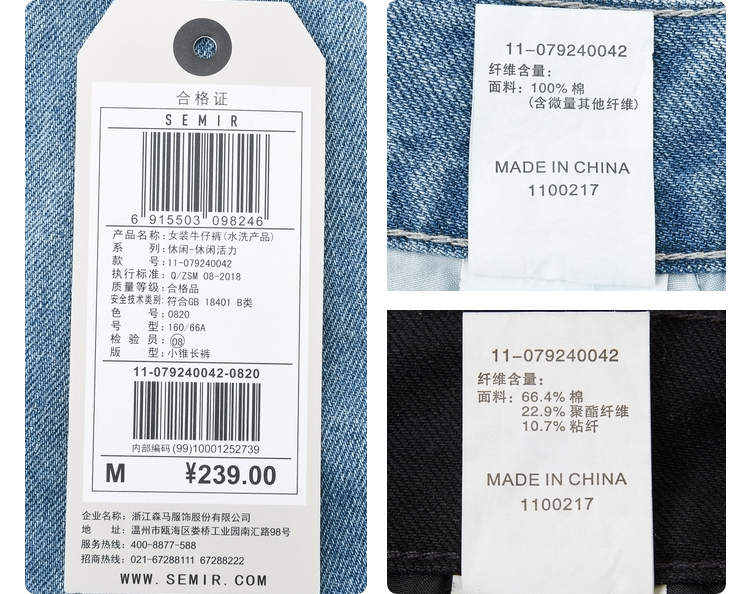 合格证
SEMIR
6 915503 098246
产品名称: 女装牛仔裤(水洗产品)
系 列: 休闲-休闲活力
款 号: 11-079240042
执行标准: Q/ZSM 08-2018
质量等级: 合格品
安全技术类别: 符合GB 18401 B类
色 号: 0820
号 型: 160/66A
检 验 员: 08
版 型: 小锥长裤
11-079240042-0820
内部编码 (99)10001252739
M ¥239.00
企业名称: 浙江森马服饰股份有限公司
地 址: 温州市瓯海区娄桥工业园南汇路98号
服务热线: 400-8877-588
招商热线: 021-67288111 67288222
WWW.SEMIR.COM
11-079240042
纤维含量:
面料: 100% 棉
(含微量其他纤维)
MADE IN CHINA
1100217
11-079240042
纤维含量:
面料: 66.4% 棉
22.9% 聚酯纤维
10.7% 粘纤
MADE IN CHINA
1100217